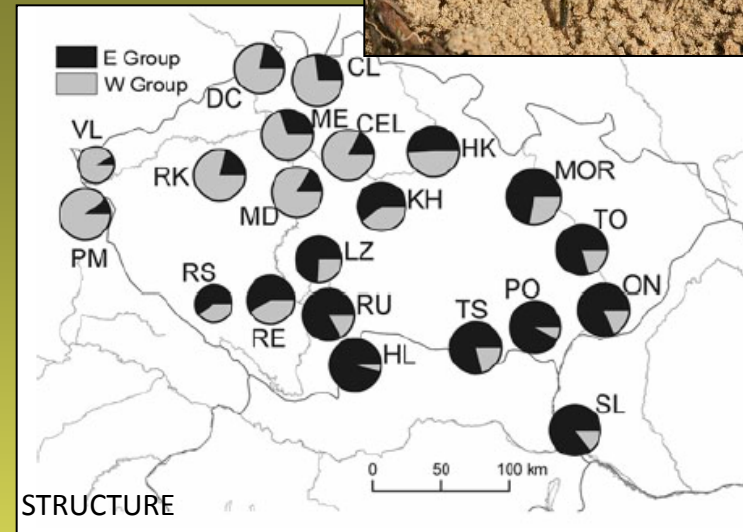 E Group
W Group
CL
DC
ME
CEL
VL
HK
RK
MOR
MD
KH
TO
PM
LZ
RS
RU
RE
TS
PO
ON
HL
SL
0 50 100 km
STRUCTURE